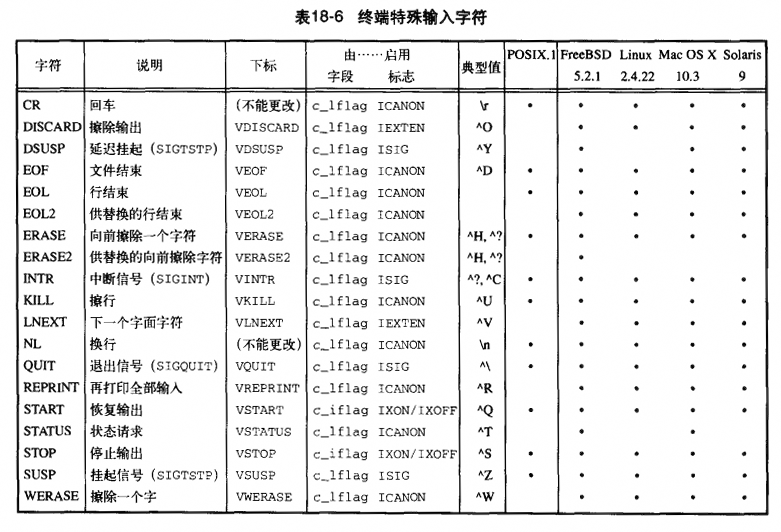 表18-6 终端特殊输入字符
字符 说明 下标 由……启用 字段 标志 典型值 POSIX.1 FreeBSD 5.2.1 Linux 2.4.22 Mac OS X 10.3 Solaris 9
CR 回车 (不能更改) c_lflag ICANON \r • • • • •
DISCARD 擦除输出 VDISCARD c_lflag IEXTEN ^O • • • •
DSUSP 延迟挂起 (SIGTSTP) VDSUSP c_lflag ISIG ^Y • • •
EOF 文件结束 VEOF c_lflag ICANON ^D • • • • •
EOL 行结束 VEOL c_lflag ICANON • • • • •
EOL2 供替换的行结束 VEOL2 c_lflag ICANON • • • •
ERASE 向前擦除一个字符 VERASE c_lflag ICANON ^H, ^? • • • • •
ERASE2 供替换的向前擦除字符 VERASE2 c_lflag ICANON ^H, ^? •
INTR 中断信号 (SIGINT) VINTR c_lflag ISIG ^?, ^C • • • • •
KILL 擦行 VKILL c_lflag ICANON ^U • • • • •
LNEXT 下一个字面字符 VLNEXT c_lflag IEXTEN ^V • • • •
NL 换行 (不能更改) c_lflag ICANON \n • • • • •
QUIT 退出信号 (SIGQUIT) VQUIT c_lflag ISIG ^\ • • • • •
REPRINT 再打印全部输入 VREPRINT c_lflag ICANON ^R • • • •
START 恢复输出 VSTART c_iflag IXON/IXOFF ^Q • • • • •
STATUS 状态请求 VSTATUS c_lflag ICANON ^T • •
STOP 停止输出 VSTOP c_iflag IXON/IXOFF ^S • • • • •
SUSP 挂起信号 (SIGTSTP) VSUSP c_lflag ISIG ^Z • • • • •
WERASE 擦除一个字 VWERASE c_lflag ICANON ^W • • • •